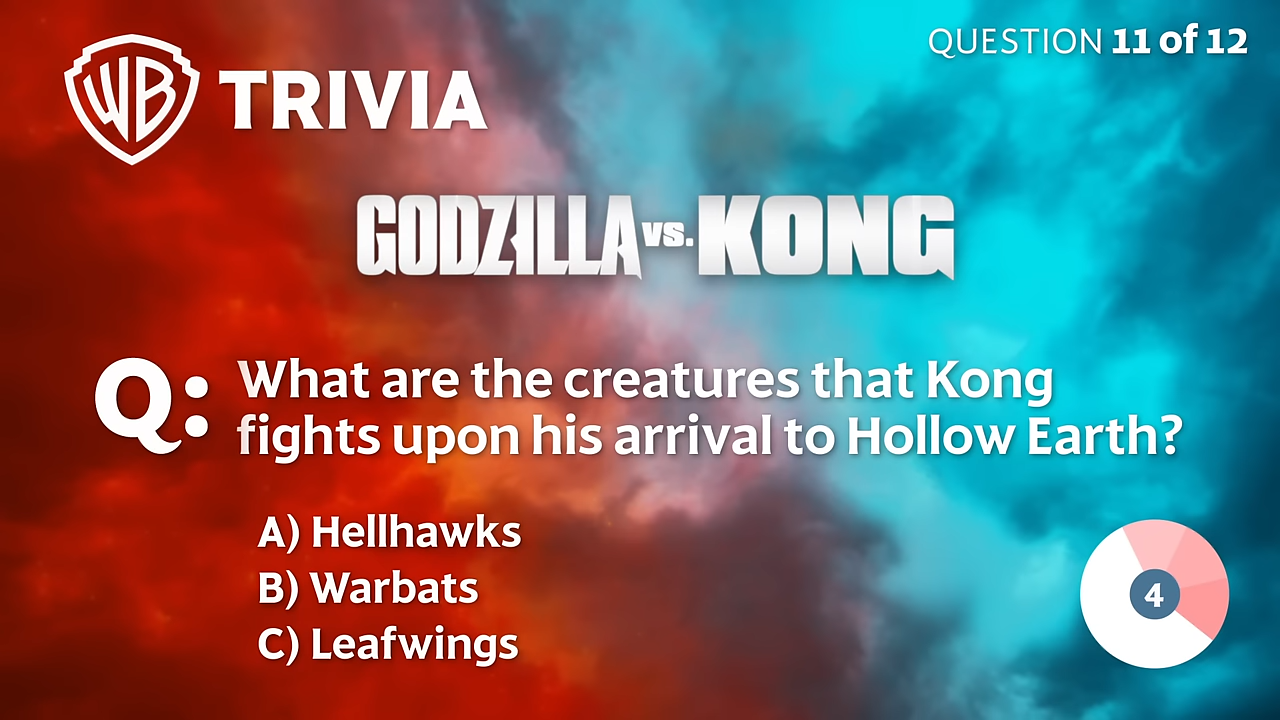 QUESTION 11 of 12
WB TRIVIA
GODZILLA vs. KONG
Q: What are the creatures that Kong
fights upon his arrival to Hollow Earth?
A) Hellhawks
B) Warbats
C) Leafwings
4